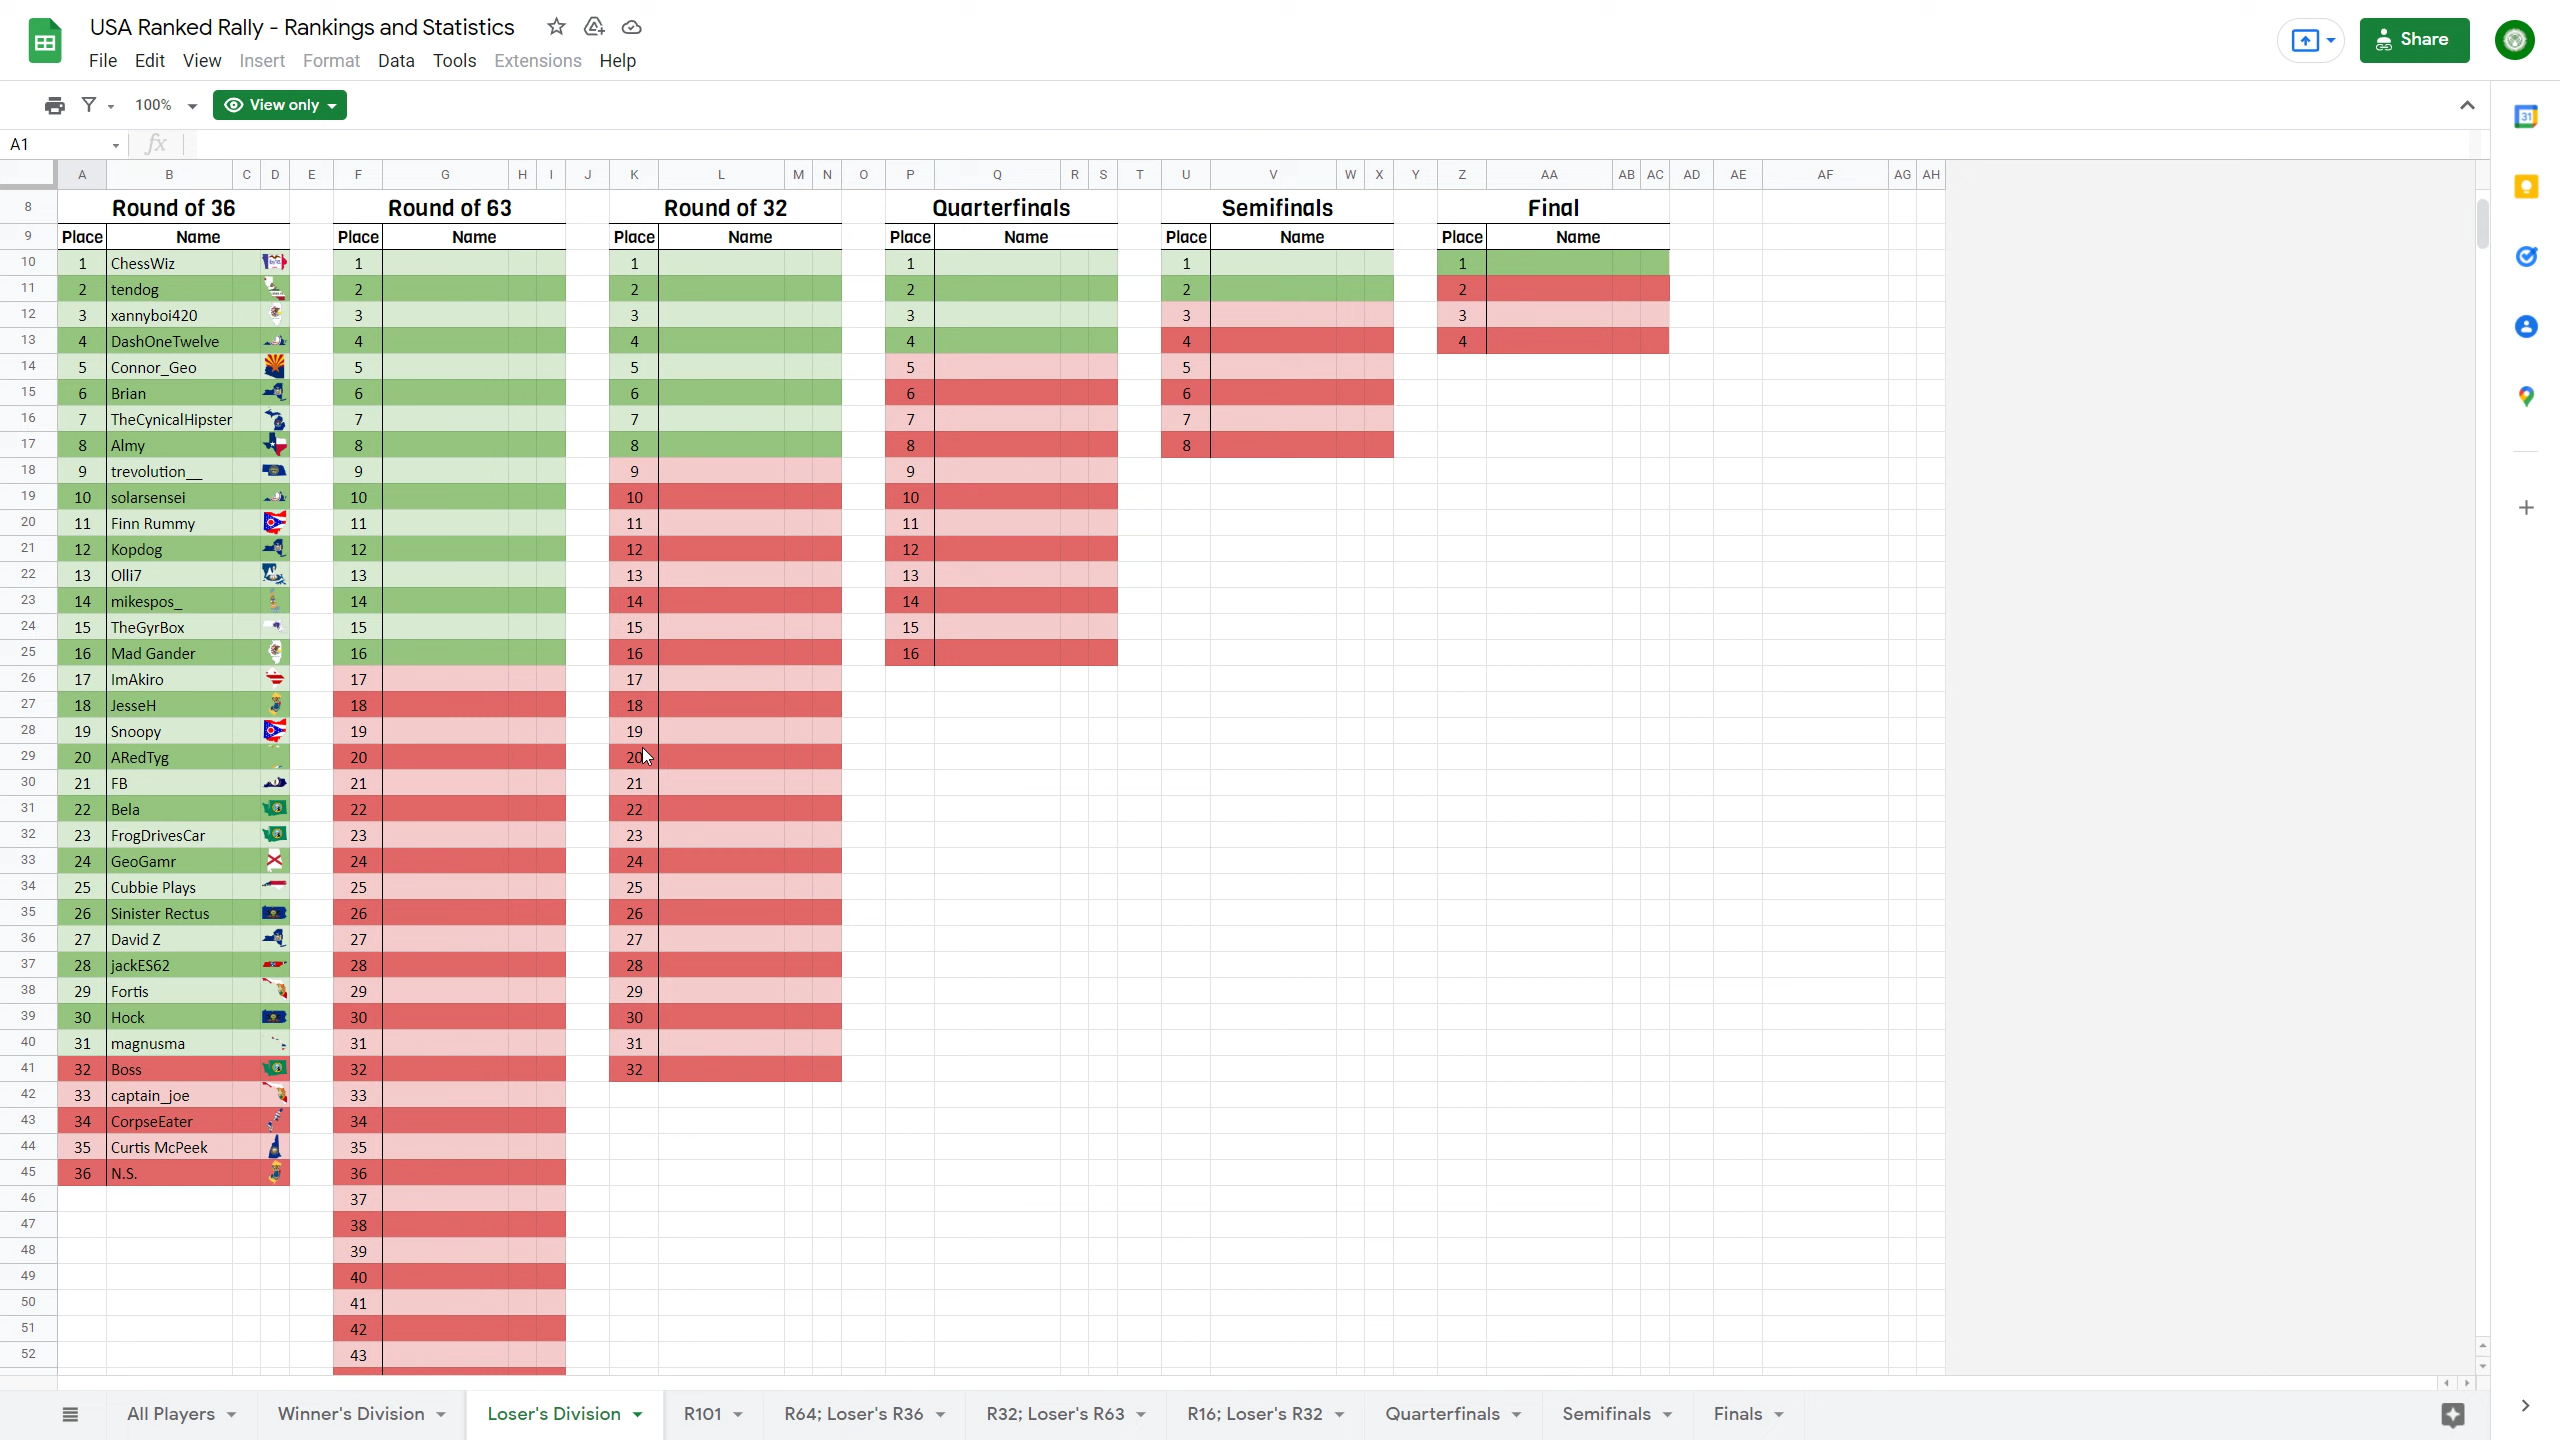 USA Ranked Rally - Rankings and Statistics
File Edit View Insert Format Data Tools Extensions Help
Share
100% View only
A1 fx
A B C D E F G H I J K L M N O P Q R S T U V W X Y Z AA AB AC AD AE AF AG AH
8 Round of 36 Round of 63 Round of 32 Quarterfinals Semifinals Final
9 Place Name Place Name Place Name Place Name Place Name Place Name
10 1 ChessWiz 1 1 1 1 1
11 2 tendog 2 2 2 2 2
12 3 xannyboi420 3 3 3 3 3
13 4 DashOneTwelve 4 4 4 4 4
14 5 Connor_Geo 5 5 5 5
15 6 Brian 6 6 6 6
16 7 TheCynicalHipster 7 7 7 7
17 8 Almy 8 8 8 8
18 9 trevolution__ 9 9 9
19 10 solarsensei 10 10 10
20 11 Finn Rummy 11 11 11
21 12 Kopdog 12 12 12
22 13 Olli7 13 13 13
23 14 mikespos_ 14 14 14
24 15 TheGyrBox 15 15 15
25 16 Mad Gander 16 16 16
26 17 ImAkiro 17 17
27 18 JesseH 18 18
28 19 Snoopy 19 19
29 20 ARedTyg 20 20
30 21 FB 21 21
31 22 Bela 22 22
32 23 FrogDrivesCar 23 23
33 24 GeoGamr 24 24
34 25 Cubbie Plays 25 25
35 26 Sinister Rectus 26 26
36 27 David Z 27 27
37 28 jackES62 28 28
38 29 Fortis 29 29
39 30 Hock 30 30
40 31 magnusma 31 31
41 32 Boss 32 32
42 33 captain_joe 33
43 34 CorpseEater 34
44 35 Curtis McPeek 35
45 36 N.S. 36
46 37
47 38
48 39
49 40
50 41
51 42
52 43
All Players Winner's Division Loser's Division R101 R64; Loser's R36 R32; Loser's R63 R16; Loser's R32 Quarterfinals Semifinals Finals
31